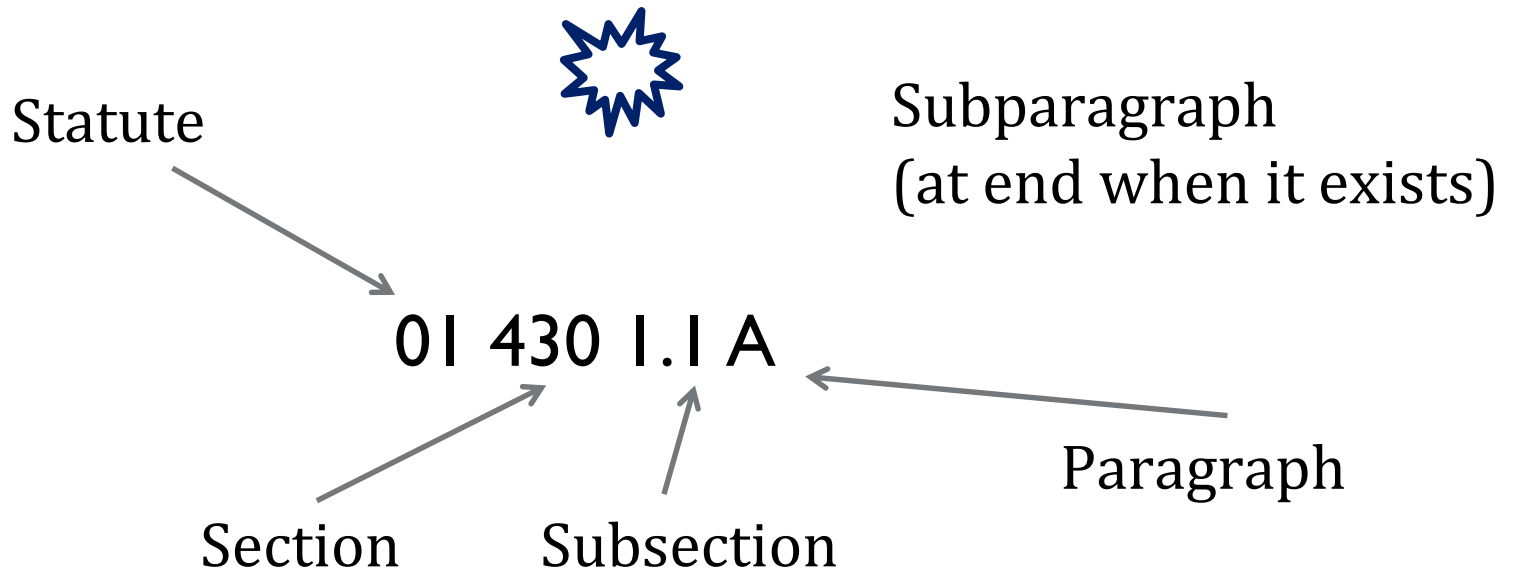 Statute
Subparagraph
(at end when it exists)
01 430 1.1 A
Paragraph
Section
Subsection